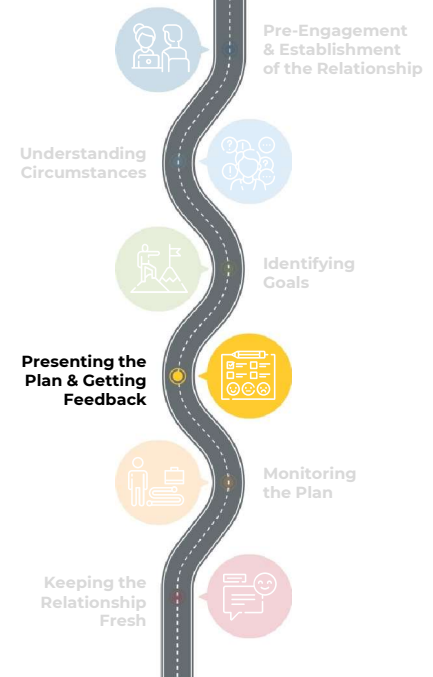 Pre-Engagement
& Establishment
of the Relationship
Understanding
Circumstances
Identifying
Goals
Presenting the
Plan & Getting
Feedback
Monitoring
the Plan
Keeping the
Relationship
Fresh